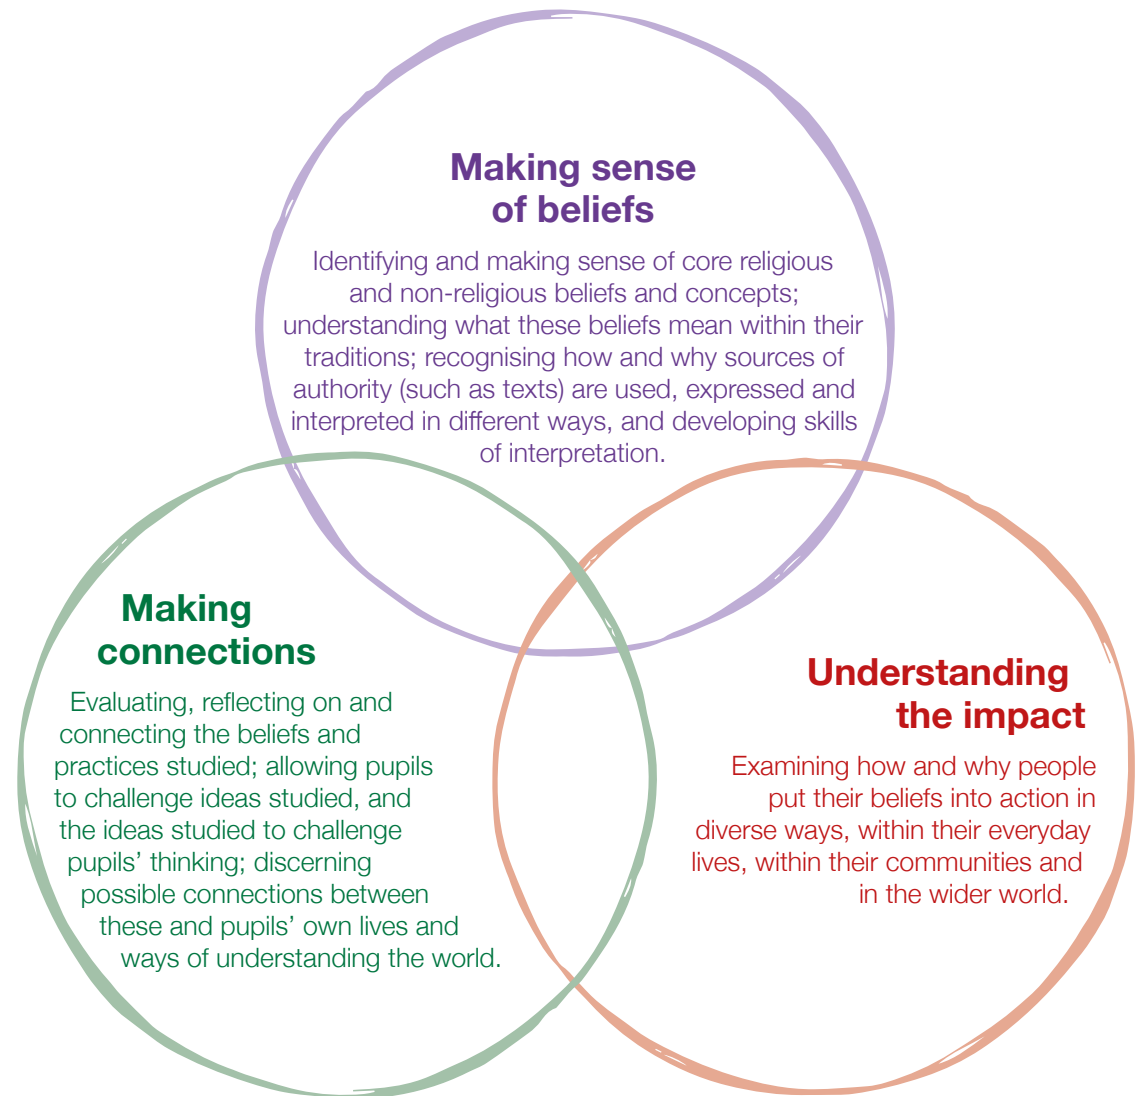 Making sense
of beliefs
Identifying and making sense of core religious
and non-religious beliefs and concepts;
understanding what these beliefs mean within their
traditions; recognising how and why sources of
authority (such as texts) are used, expressed and
interpreted in different ways, and developing skills
of interpretation.
Making
connections
Evaluating, reflecting on and
connecting the beliefs and
practices studied; allowing pupils
to challenge ideas studied, and
the ideas studied to challenge
pupils’ thinking; discerning
possible connections between
these and pupils’ own lives and
ways of understanding the world.
Understanding
the impact
Examining how and why people
put their beliefs into action in
diverse ways, within their everyday
lives, within their communities and
in the wider world.